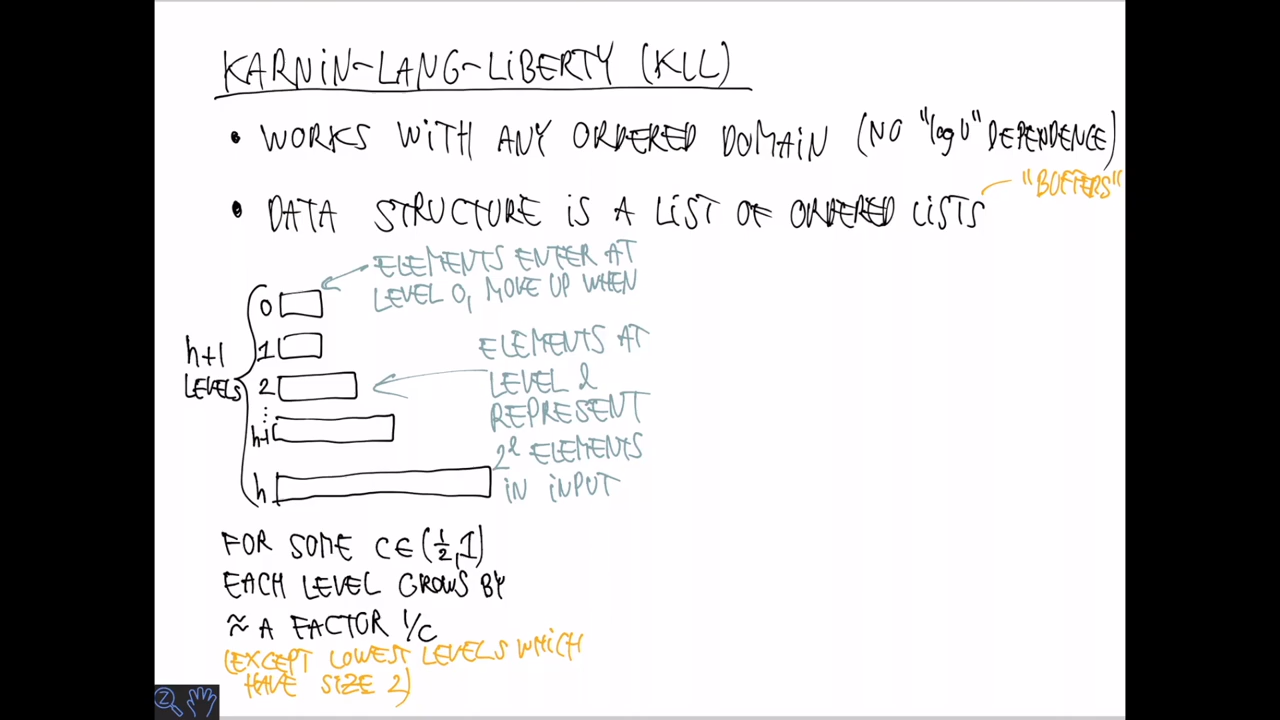 KARNIN-LANG-LIBERTY (KLL)
• WORKS WITH ANY ORDERED DOMAIN (NO "log U" DEPENDENCE)
• DATA STRUCTURE IS A LIST OF ORDERED LISTS
"BUFFERS"
ELEMENTS ENTER AT
LEVEL 0, MOVE UP WHEN
0
1
2
⋮
h-1
h
h+1
LEVELS
ELEMENTS AT
LEVEL l
REPRESENT
2^l ELEMENTS
IN INPUT
FOR SOME C∈(½,1)
EACH LEVEL GROWS BY
≈ A FACTOR 1/C
(EXCEPT LOWEST LEVELS WHICH
HAVE SIZE 2)
Z